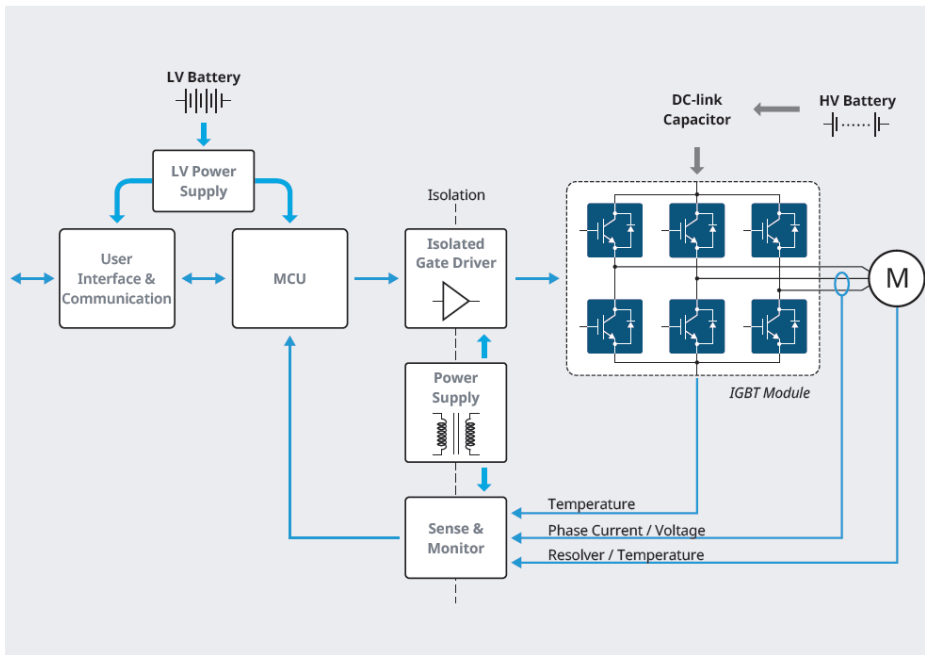 LV Battery
DC-link
Capacitor
HV Battery
LV Power
Supply
Isolation
User
Interface &
Communication
MCU
Isolated
Gate Driver
M
Power
Supply
IGBT Module
Sense &
Monitor
Temperature
Phase Current / Voltage
Resolver / Temperature